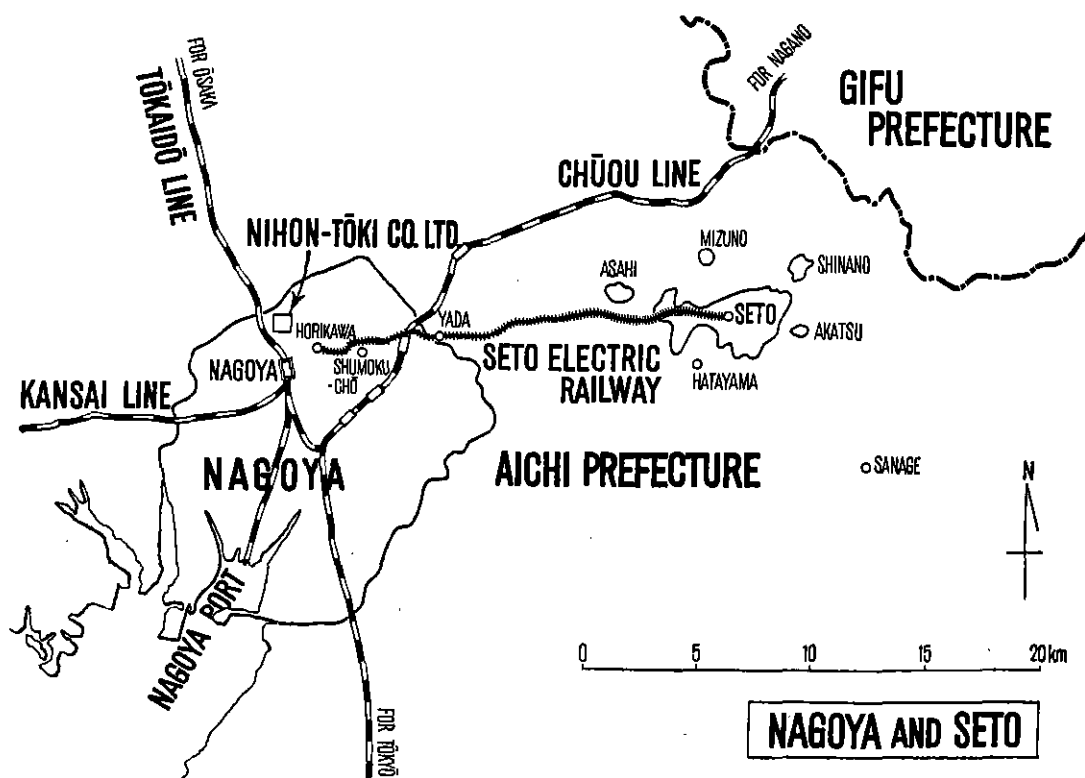 FOR ŌSAKA
TŌKAIDŌ LINE
FOR NAGANO
GIFU
PREFECTURE
CHŪOU LINE
NIHON-TŌKI CO. LTD.
MIZUNO
SHINANO
ASAHI
HORIKAWA
YADA
SETO
AKATSU
NAGOYA
SHUMOKU
-CHŌ
SETO ELECTRIC
RAILWAY
HATAYAMA
KANSAI LINE
NAGOYA
AICHI PREFECTURE
SANAGE
N
NAGOYA PORT
0 5 10 15 20 km
FOR TŌKYŌ
NAGOYA AND SETO